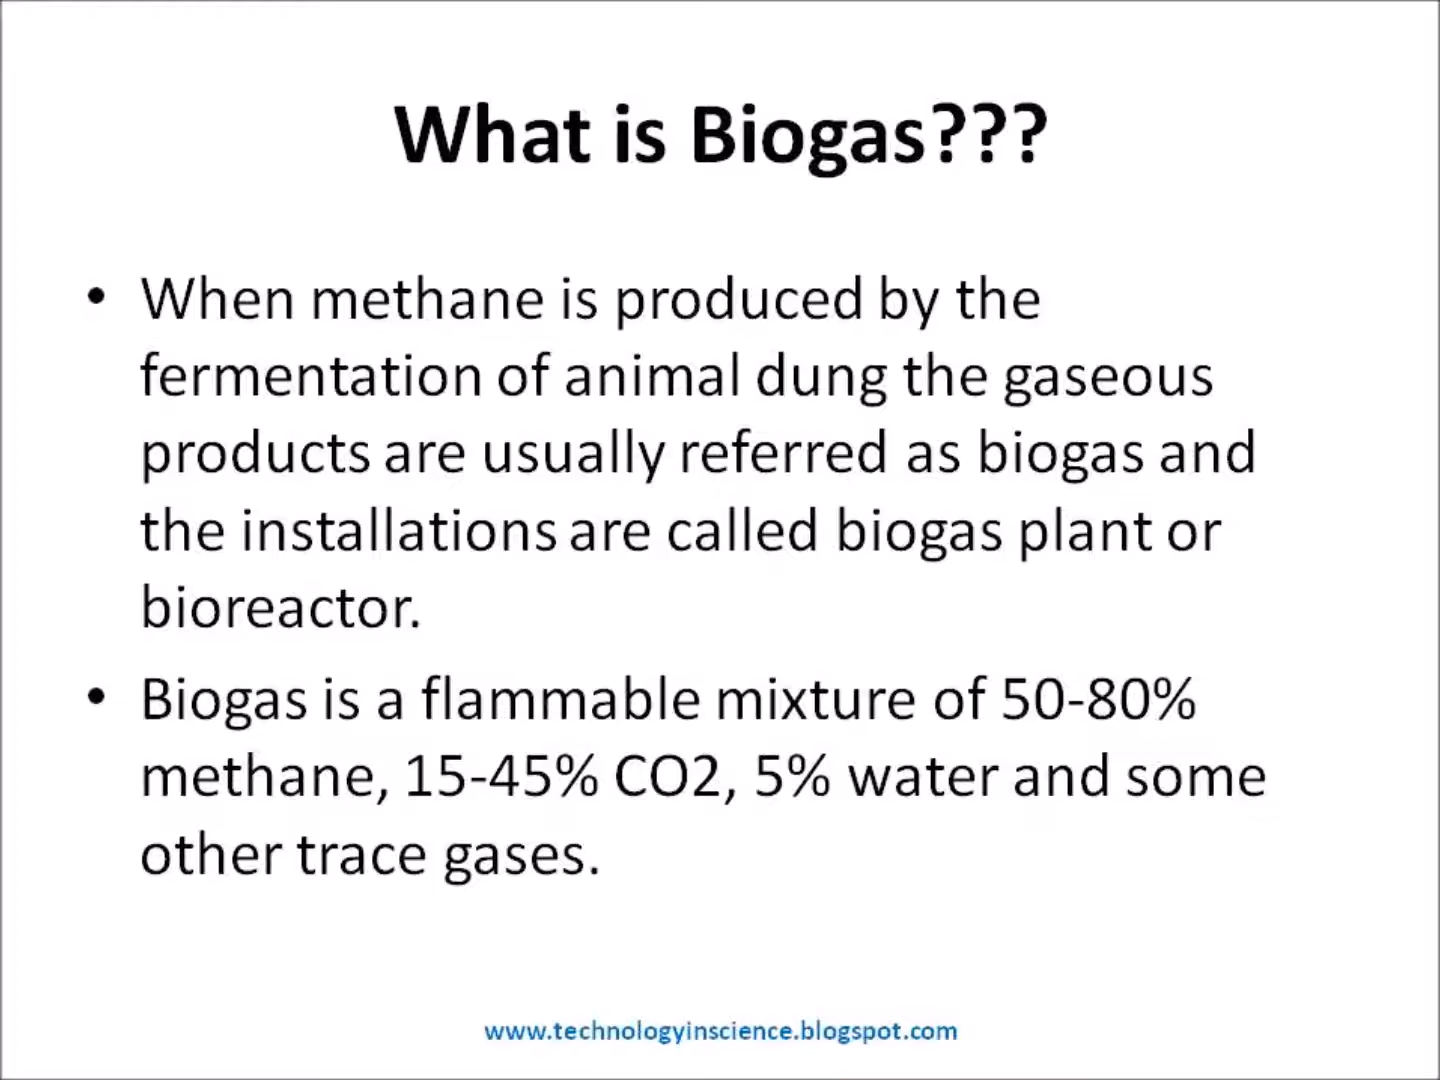 What is Biogas???
• When methane is produced by the
fermentation of animal dung the gaseous
products are usually referred as biogas and
the installations are called biogas plant or
bioreactor.
• Biogas is a flammable mixture of 50-80%
methane, 15-45% CO2, 5% water and some
other trace gases.
www.technologyinscience.blogspot.com